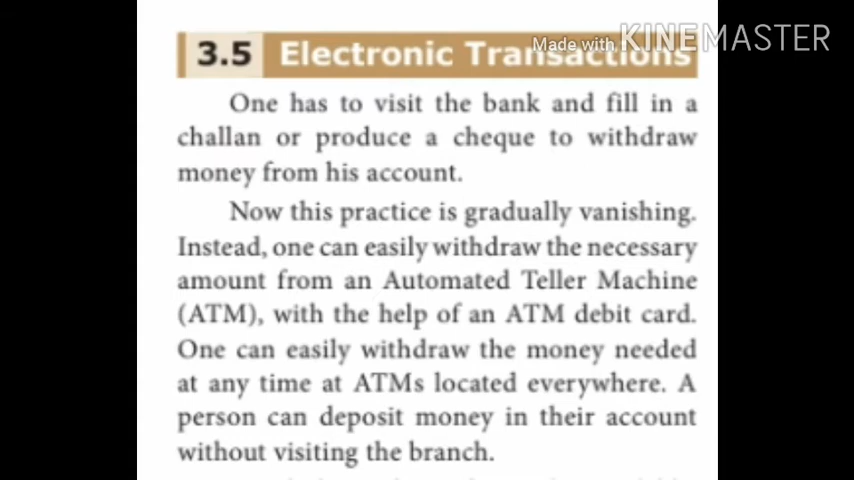 Made with KINEMASTER
3.5 Electronic Transactions
One has to visit the bank and fill in a
challan or produce a cheque to withdraw
money from his account.
Now this practice is gradually vanishing.
Instead, one can easily withdraw the necessary
amount from an Automated Teller Machine
(ATM), with the help of an ATM debit card.
One can easily withdraw the money needed
at any time at ATMs located everywhere. A
person can deposit money in their account
without visiting the branch.